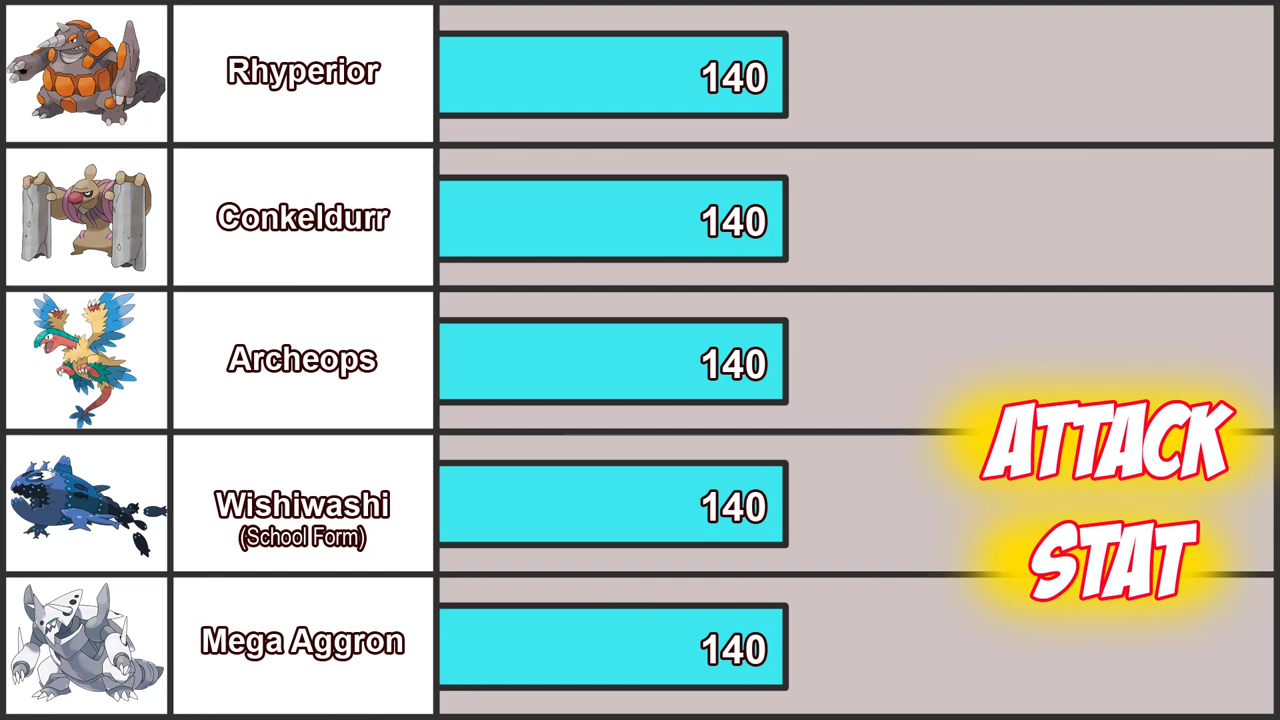 Rhyperior
140
Conkeldurr
140
Archeops
140
Wishiwashi
(School Form)
140
Mega Aggron
140
ATTACK
STAT